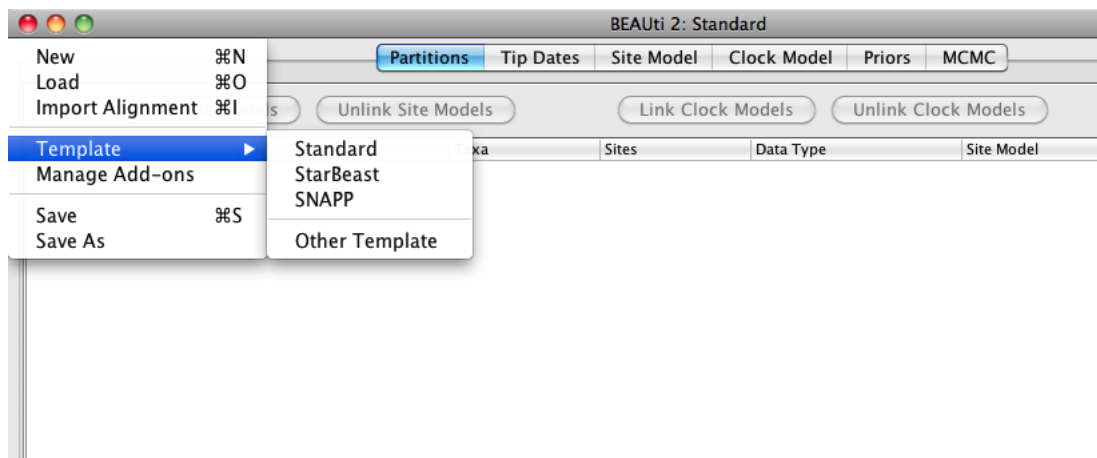 BEAUti 2: Standard
New ⌘N
Load ⌘O
Import Alignment ⌘I
Template ▶
Manage Add-ons
Save ⌘S
Save As
Standard
StarBeast
SNAPP
Other Template
Partitions Tip Dates Site Model Clock Model Priors MCMC
Unlink Site Models Link Clock Models Unlink Clock Models
Sites Data Type Site Model